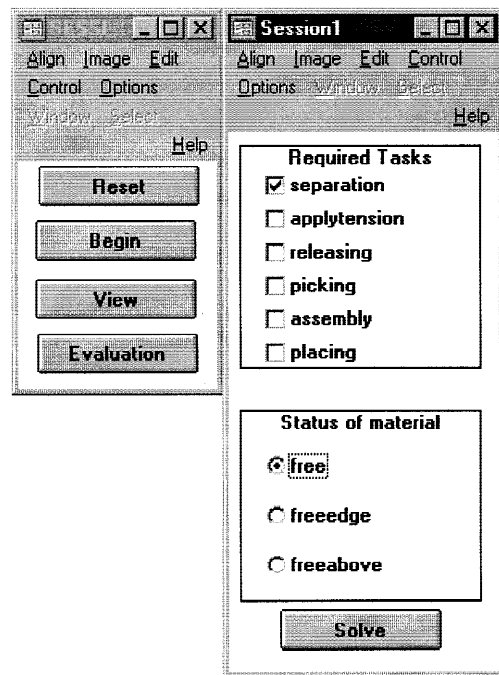 Align Image Edit
Control Options
Window Select
Help
Reset
Begin
View
Evaluation
Session1
Align Image Edit Control
Options Window Select
Help
Required Tasks
separation
applytension
releasing
picking
assembly
placing
Status of material
free
freeedge
freeabove
Solve